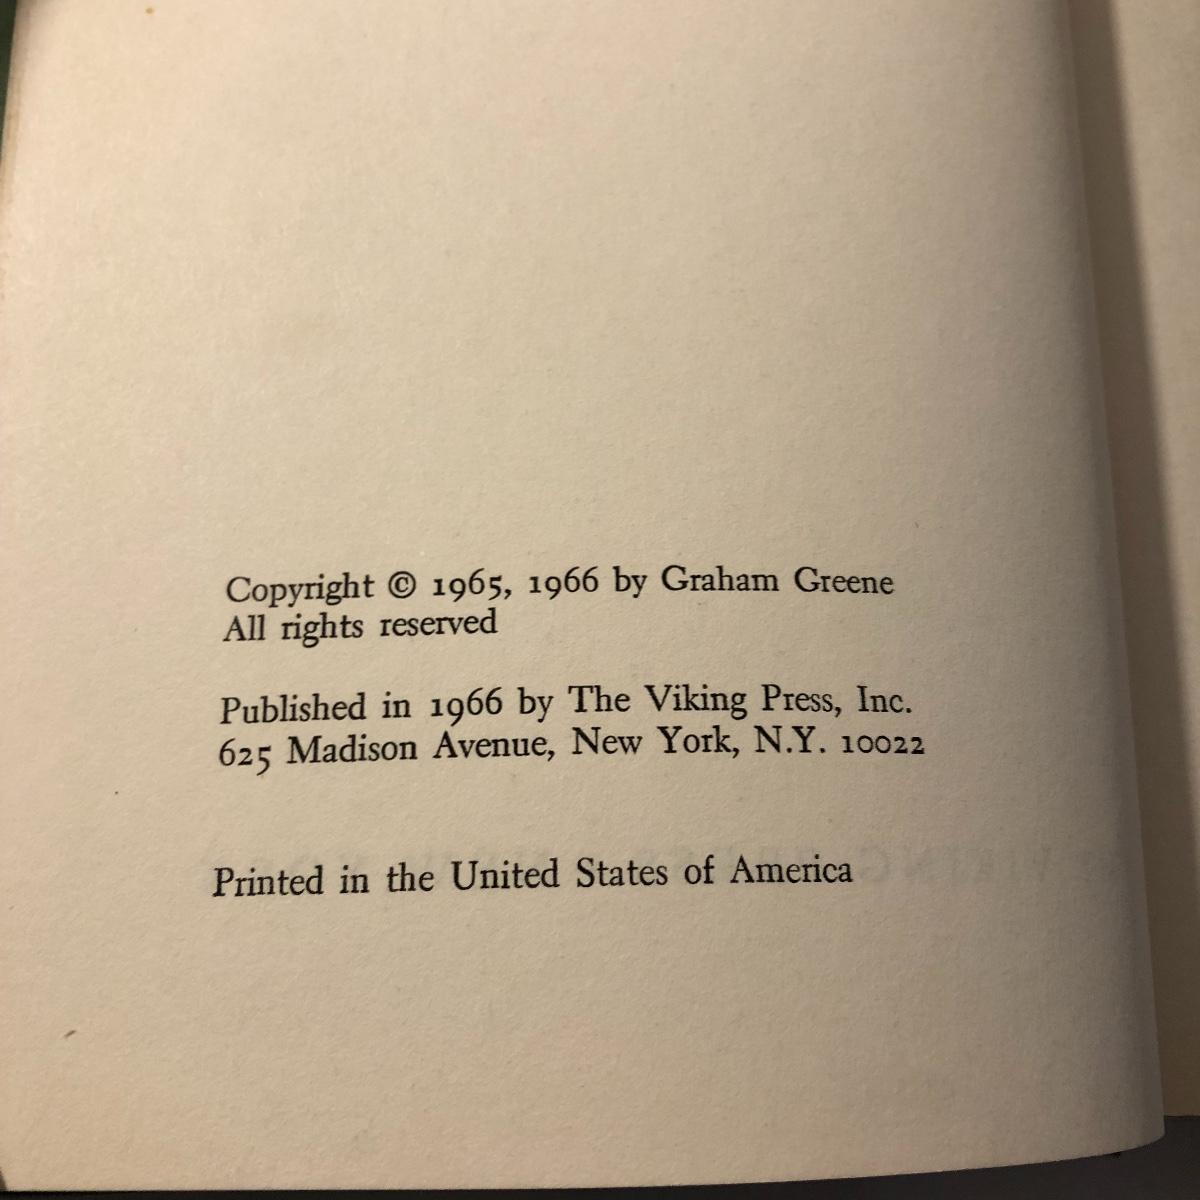 Copyright © 1965, 1966 by Graham Greene
All rights reserved
Published in 1966 by The Viking Press, Inc.
625 Madison Avenue, New York, N.Y. 10022
Printed in the United States of America